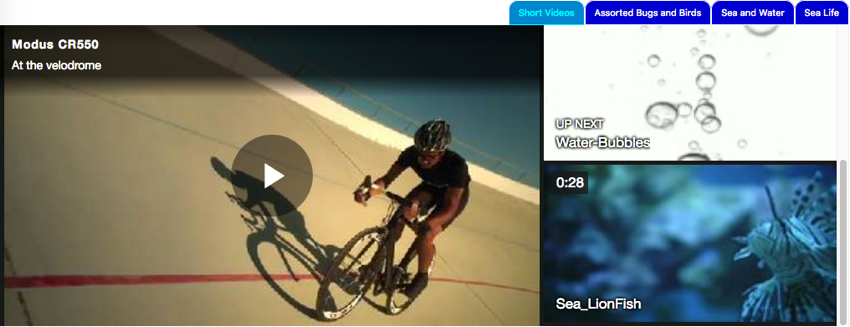 Short Videos
Assorted Bugs and Birds
Sea and Water
Sea Life
Modus CR550
At the velodrome
UP NEXT
Water-Bubbles
0:28
Sea_LionFish